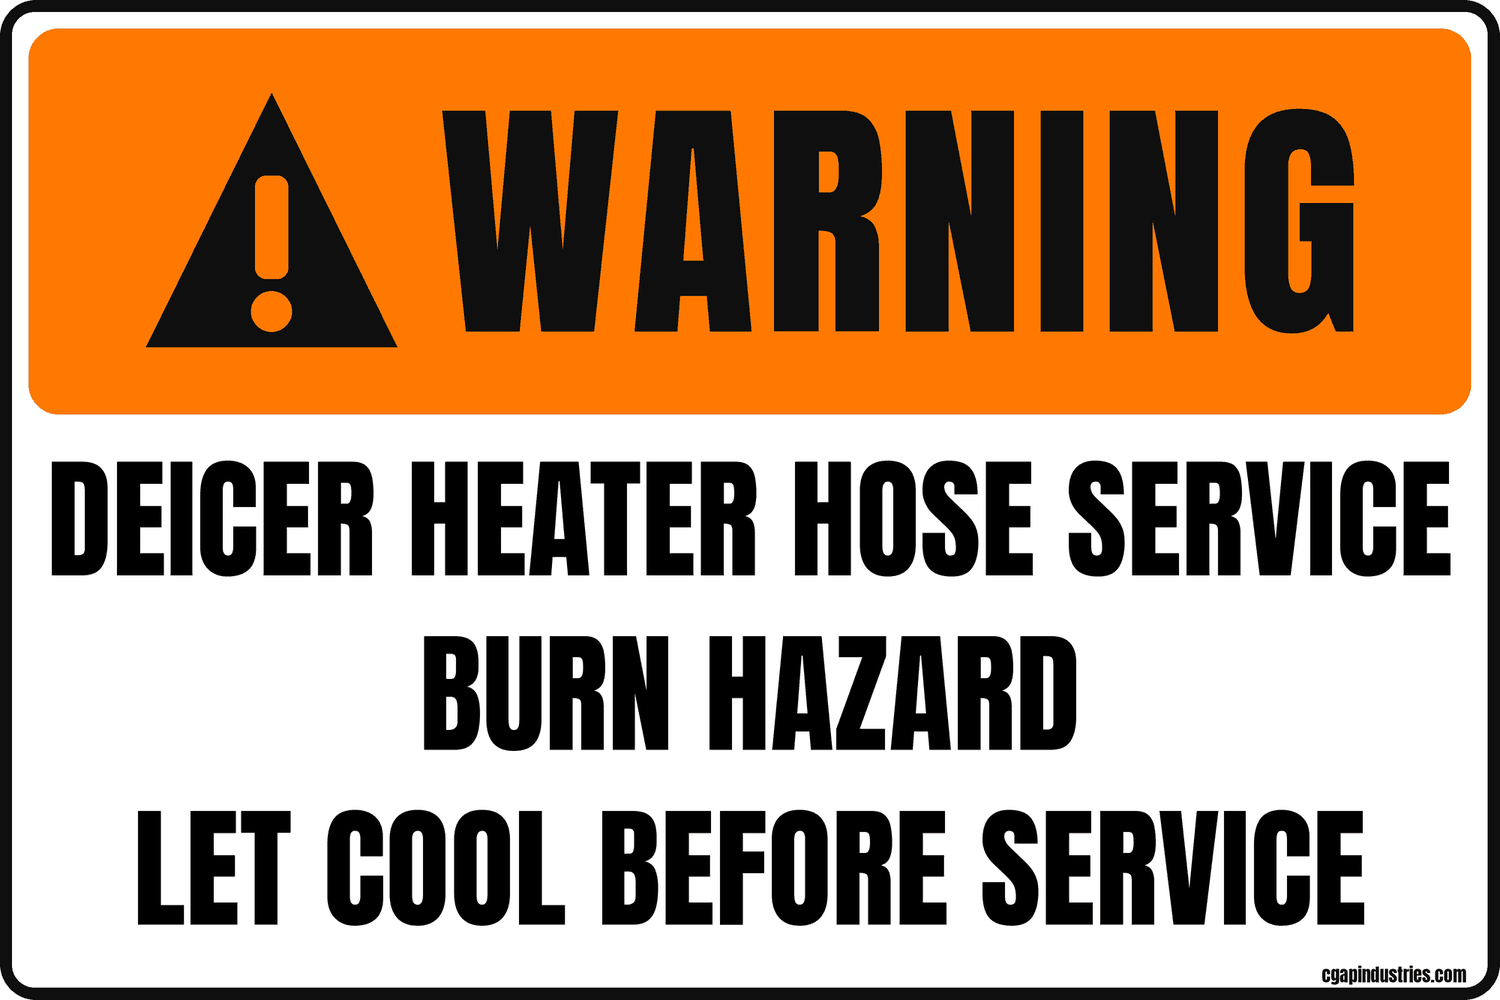 WARNING
DEICER HEATER HOSE SERVICE
BURN HAZARD
LET COOL BEFORE SERVICE
cgapindustries.com